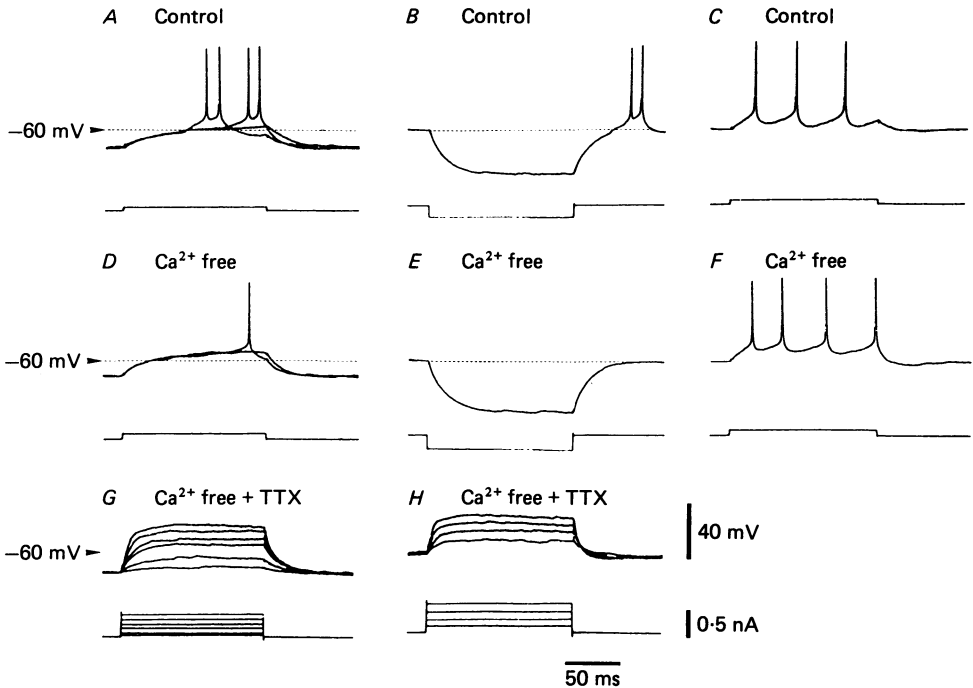 A Control
B Control
C Control
−60 mV
D Ca²⁺ free
E Ca²⁺ free
F Ca²⁺ free
−60 mV
G Ca²⁺ free + TTX
H Ca²⁺ free + TTX
40 mV
−60 mV
0·5 nA
50 ms